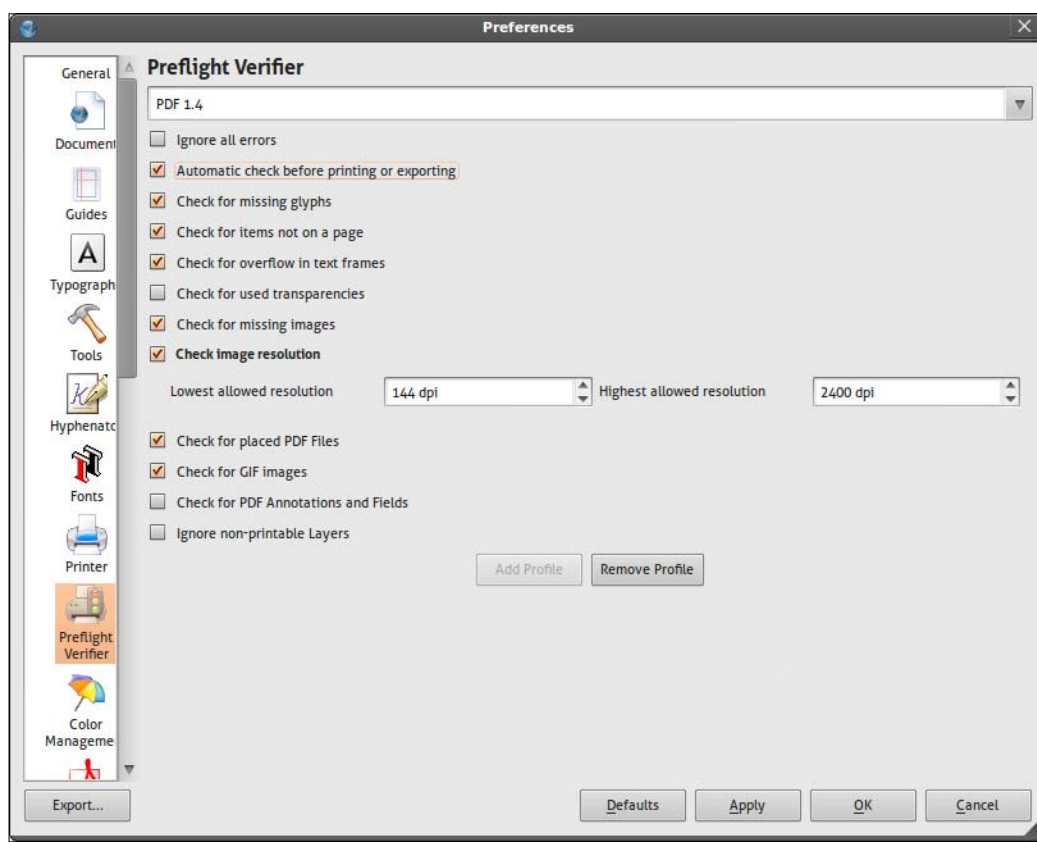 Preferences
General
Document
Guides
Typograph
Tools
Hyphenatc
Fonts
Printer
Preflight
Verifier
Color
Manageme
Export...
Preflight Verifier
PDF 1.4
Ignore all errors
Automatic check before printing or exporting
Check for missing glyphs
Check for items not on a page
Check for overflow in text frames
Check for used transparencies
Check for missing images
Check image resolution
Lowest allowed resolution 144 dpi Highest allowed resolution 2400 dpi
Check for placed PDF Files
Check for GIF images
Check for PDF Annotations and Fields
Ignore non-printable Layers
Add Profile Remove Profile
Defaults Apply OK Cancel